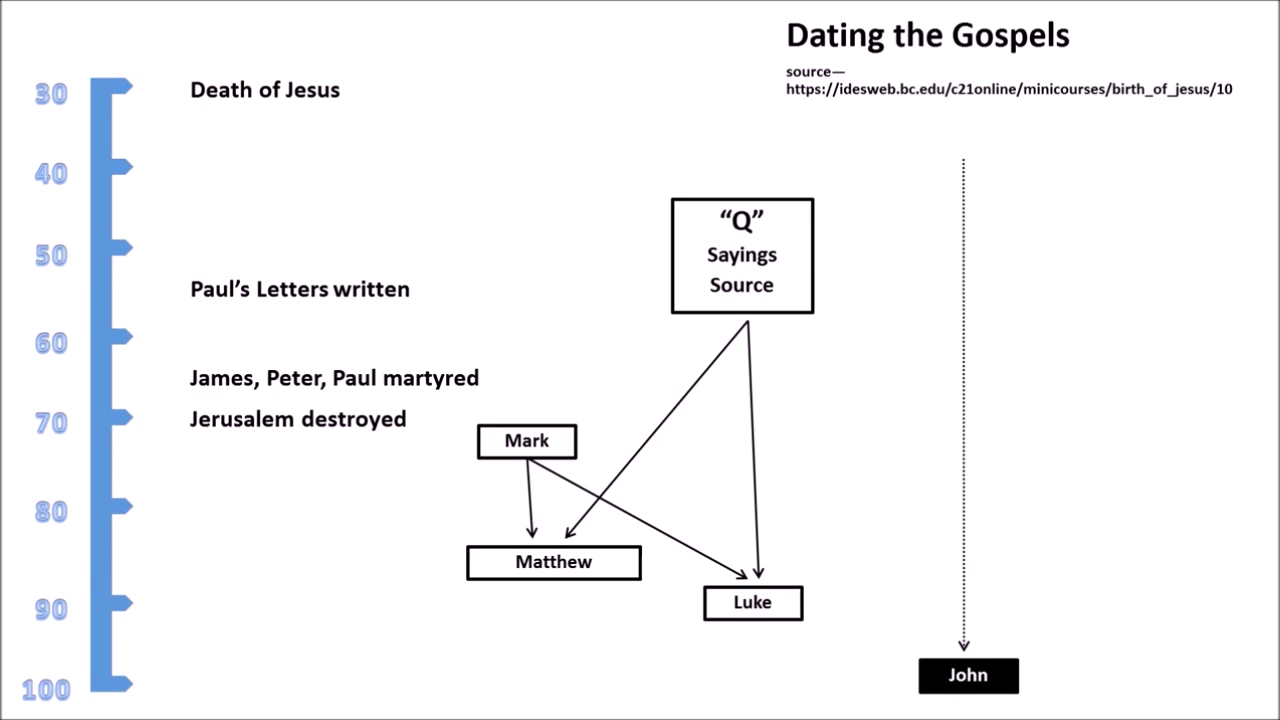 Dating the Gospels
source—
https://idesweb.bc.edu/c21online/minicourses/birth_of_jesus/10
30
Death of Jesus
40
"Q"
Sayings
Source
50
Paul's Letters written
60
James, Peter, Paul martyred
70
Jerusalem destroyed
Mark
80
Matthew
90
Luke
John
100